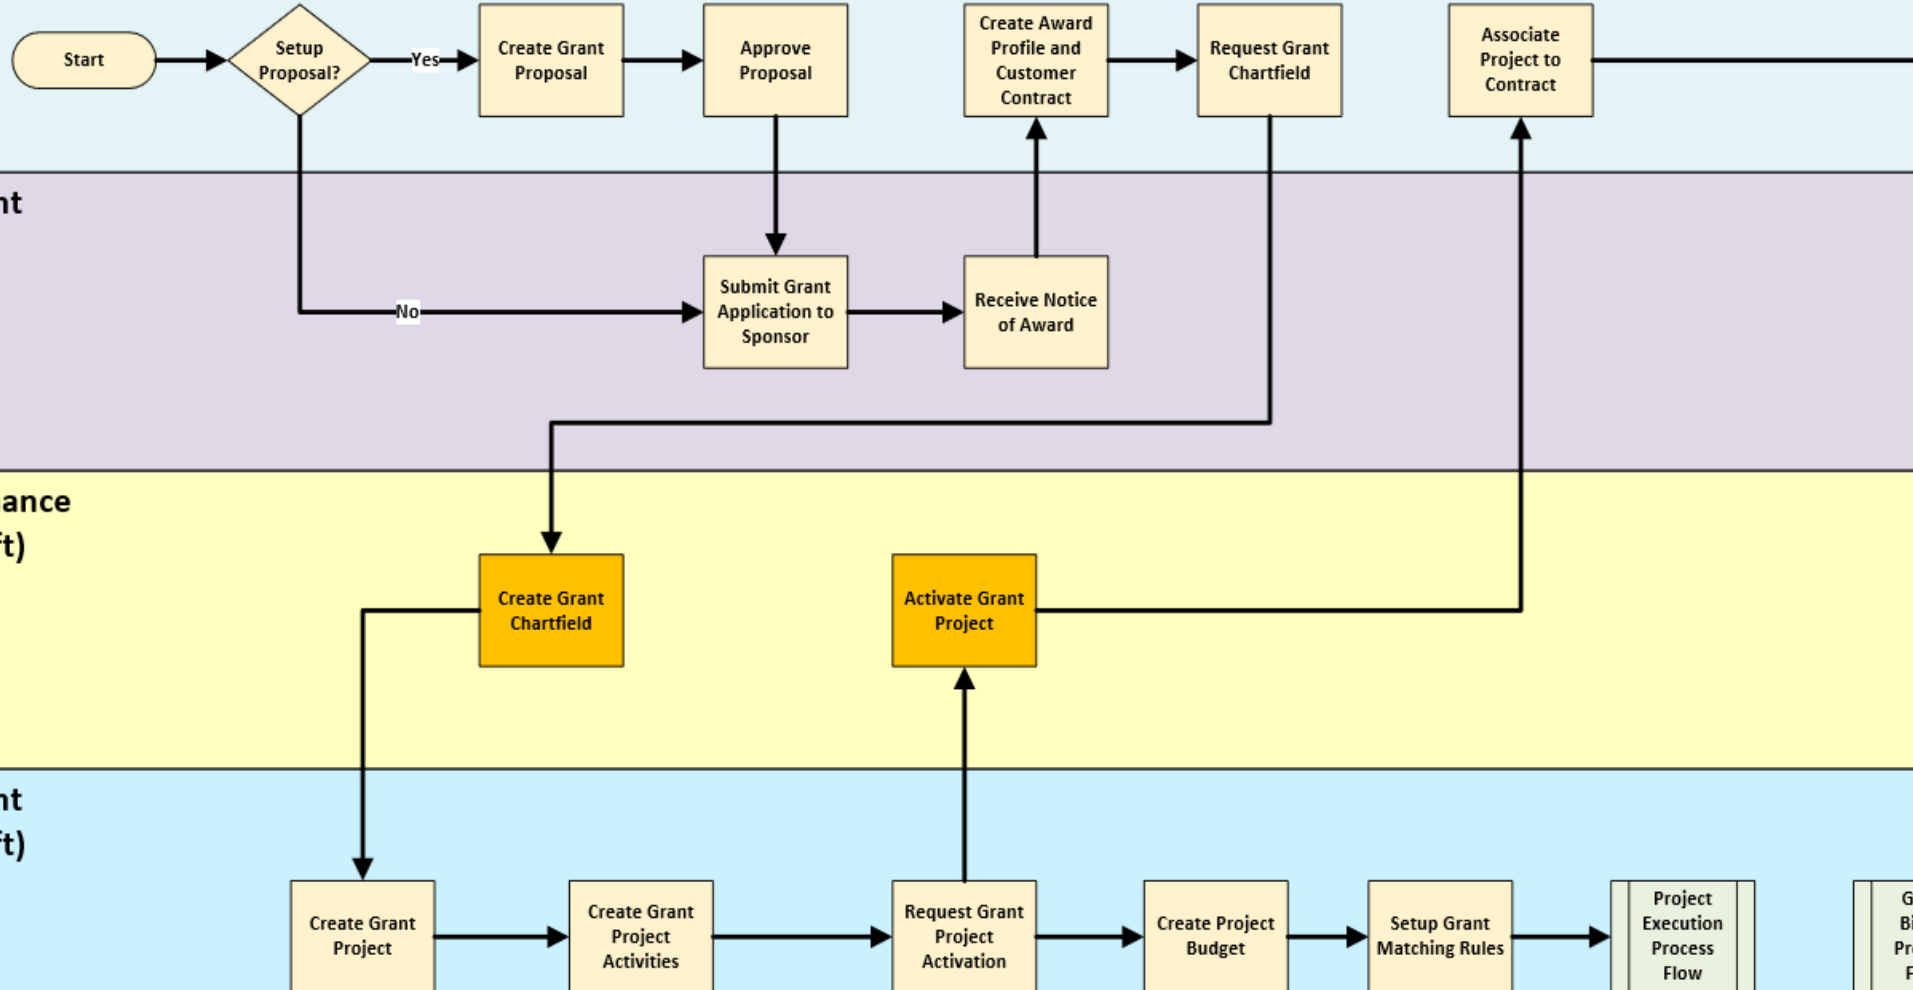 Start
Setup
Proposal?
Yes
Create Grant
Proposal
Approve
Proposal
Create Award
Profile and
Customer
Contract
Request Grant
Chartfield
Associate
Project to
Contract
nt
No
Submit Grant
Application to
Sponsor
Receive Notice
of Award
ance
ft)
Create Grant
Chartfield
Activate Grant
Project
nt
ft)
Create Grant
Project
Create Grant
Project
Activities
Request Grant
Project
Activation
Create Project
Budget
Setup Grant
Matching Rules
Project
Execution
Process
Flow
G
Bi
Pr
F